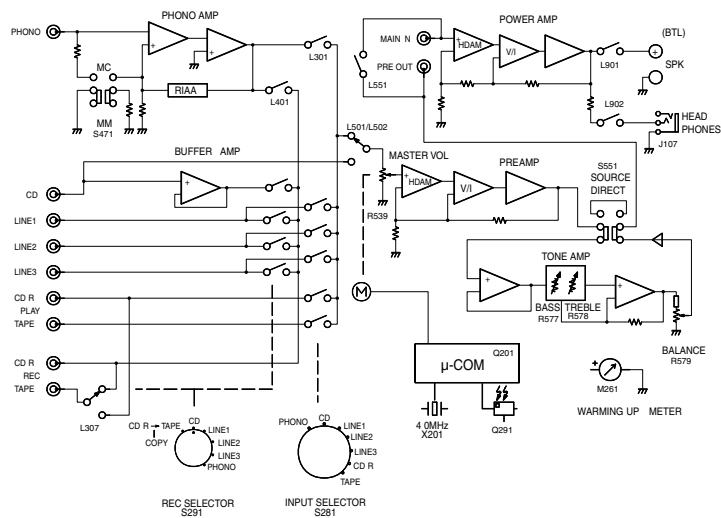 PHONO AMP
PHONO
MC
MM
S471
RIAA
L301
L401
MAIN N
PRE OUT
L551
POWER AMP
HDAM
V/I
L901
(BTL)
SPK
L902
HEAD
PHONES
J107
L501/L502
BUFFER AMP
MASTER VOL
HDAM
V/I
PREAMP
R539
S551
SOURCE
DIRECT
CD
LINE1
LINE2
LINE3
CD R
PLAY
TAPE
CD R
REC
TAPE
L307
M
TONE AMP
BASS TREBLE
R577 R578
BALANCE
R579
Q201
μ-COM
4 0MHz
X201
Q291
M261
WARMING UP METER
CD R → TAPE
COPY
CD
LINE1
LINE2
LINE3
PHONO
REC SELECTOR
S291
PHONO
CD
LINE1
LINE2
LINE3
CD R
TAPE
INPUT SELECTOR
S281